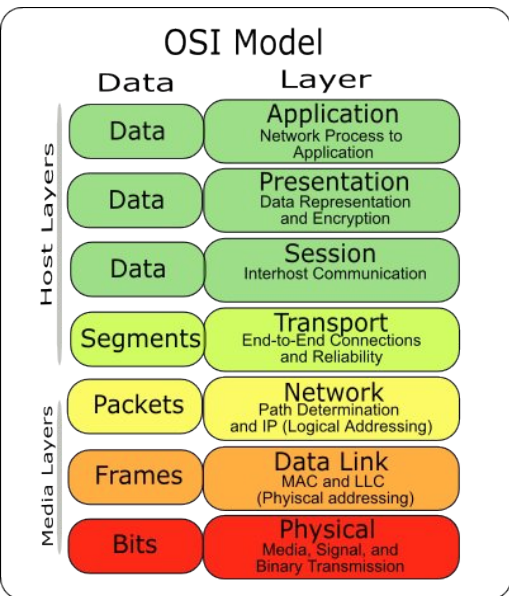 OSI Model
Data
Layer
Host Layers
Data
Application
Network Process to
Application
Data
Presentation
Data Representation
and Encryption
Data
Session
Interhost Communication
Segments
Transport
End-to-End Connections
and Reliability
Media Layers
Packets
Network
Path Determination
and IP (Logical Addressing)
Frames
Data Link
MAC and LLC
(Phyiscal addressing)
Bits
Physical
Media, Signal, and
Binary Transmission